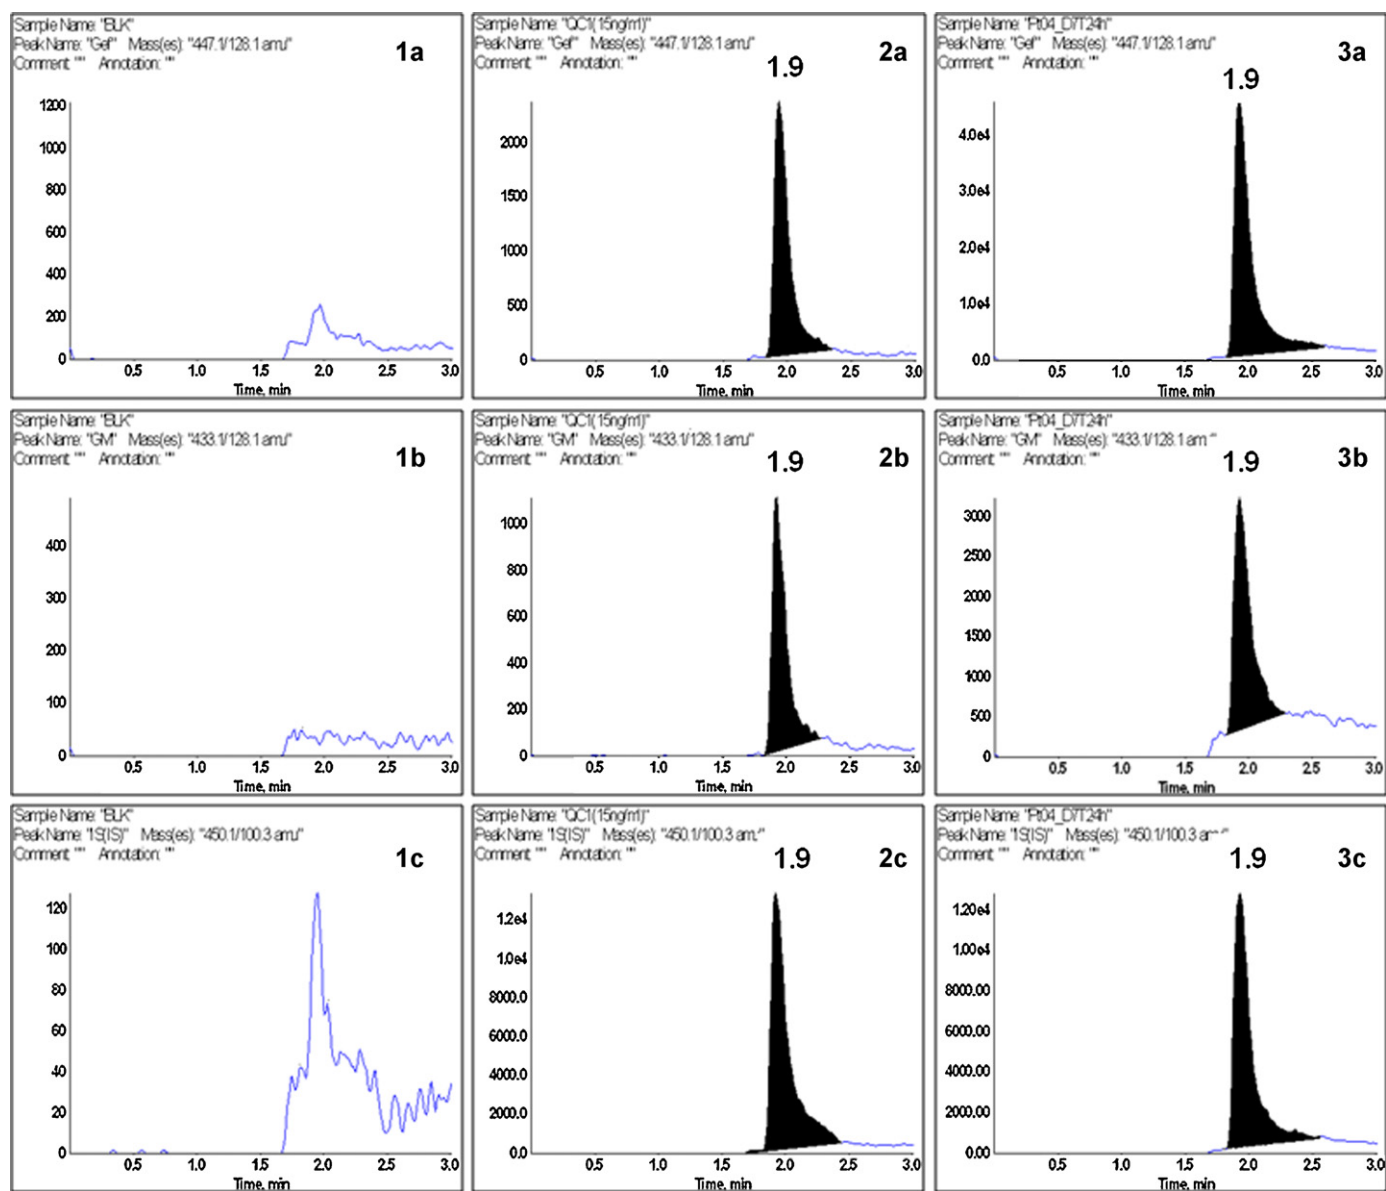 Sample Name: "BLK"
Peak Name: "Gef" Mass(es): "447.1/128.1 amu"
Comment: "" Annotation: ""
1a
1200
1000
800
600
400
200
0
0.5 1.0 1.5 2.0 2.5 3.0
Time, min
Sample Name: "QC1(15ng/ml)"
Peak Name: "Gef" Mass(es): "447.1/128.1 amu"
Comment: "" Annotation: ""
2a
1.9
2000
1500
1000
500
0
0.5 1.0 1.5 2.0 2.5 3.0
Time, min
Sample Name: "Pt04_D7T24h"
Peak Name: "Gef" Mass(es): "447.1/128.1 amu"
Comment: "" Annotation: ""
3a
1.9
4.0e4
3.0e4
2.0e4
1.0e4
0.0
0.5 1.0 1.5 2.0 2.5 3.0
Time, min
Sample Name: "BLK"
Peak Name: "GM" Mass(es): "433.1/128.1 amu"
Comment: "" Annotation: ""
1b
400
300
200
100
0
0.5 1.0 1.5 2.0 2.5 3.0
Time, min
Sample Name: "QC1(15ng/ml)"
Peak Name: "GM" Mass(es): "433.1/128.1 amu"
Comment: "" Annotation: ""
2b
1.9
1000
800
600
400
200
0
0.5 1.0 1.5 2.0 2.5 3.0
Time, min
Sample Name: "Pt04_D7T24h"
Peak Name: "GM" Mass(es): "433.1/128.1
Comment: "" Annotation: ""
3b
1.9
3000
2500
2000
1500
1000
500
0
0.5 1.0 1.5 2.0 2.5 3.0
Time, min
Sample Name: "BLK"
Peak Name: "IS(IS)" Mass(es): "450.1/100.3 amu"
Comment: "" Annotation: ""
1c
120
100
80
60
40
20
0
0.5 1.0 1.5 2.0 2.5 3.0
Time, min
Sample Name: "QC1(15ng/ml)"
Peak Name: "IS(IS)" Mass(es): "450.1/100.3
Comment: "" Annotation: ""
2c
1.9
1.2e4
1.0e4
8000.0
6000.0
4000.0
2000.0
0.0
0.5 1.0 1.5 2.0 2.5 3.0
Time, min
Sample Name: "Pt04_D7T24h"
Peak Name: "IS(IS)" Mass(es): "450.1/100.3
Comment: "" Annotation: ""
3c
1.9
1.20e4
1.00e4
8000.00
6000.00
4000.00
2000.00
0.00
0.5 1.0 1.5 2.0 2.5 3.0
Time, min